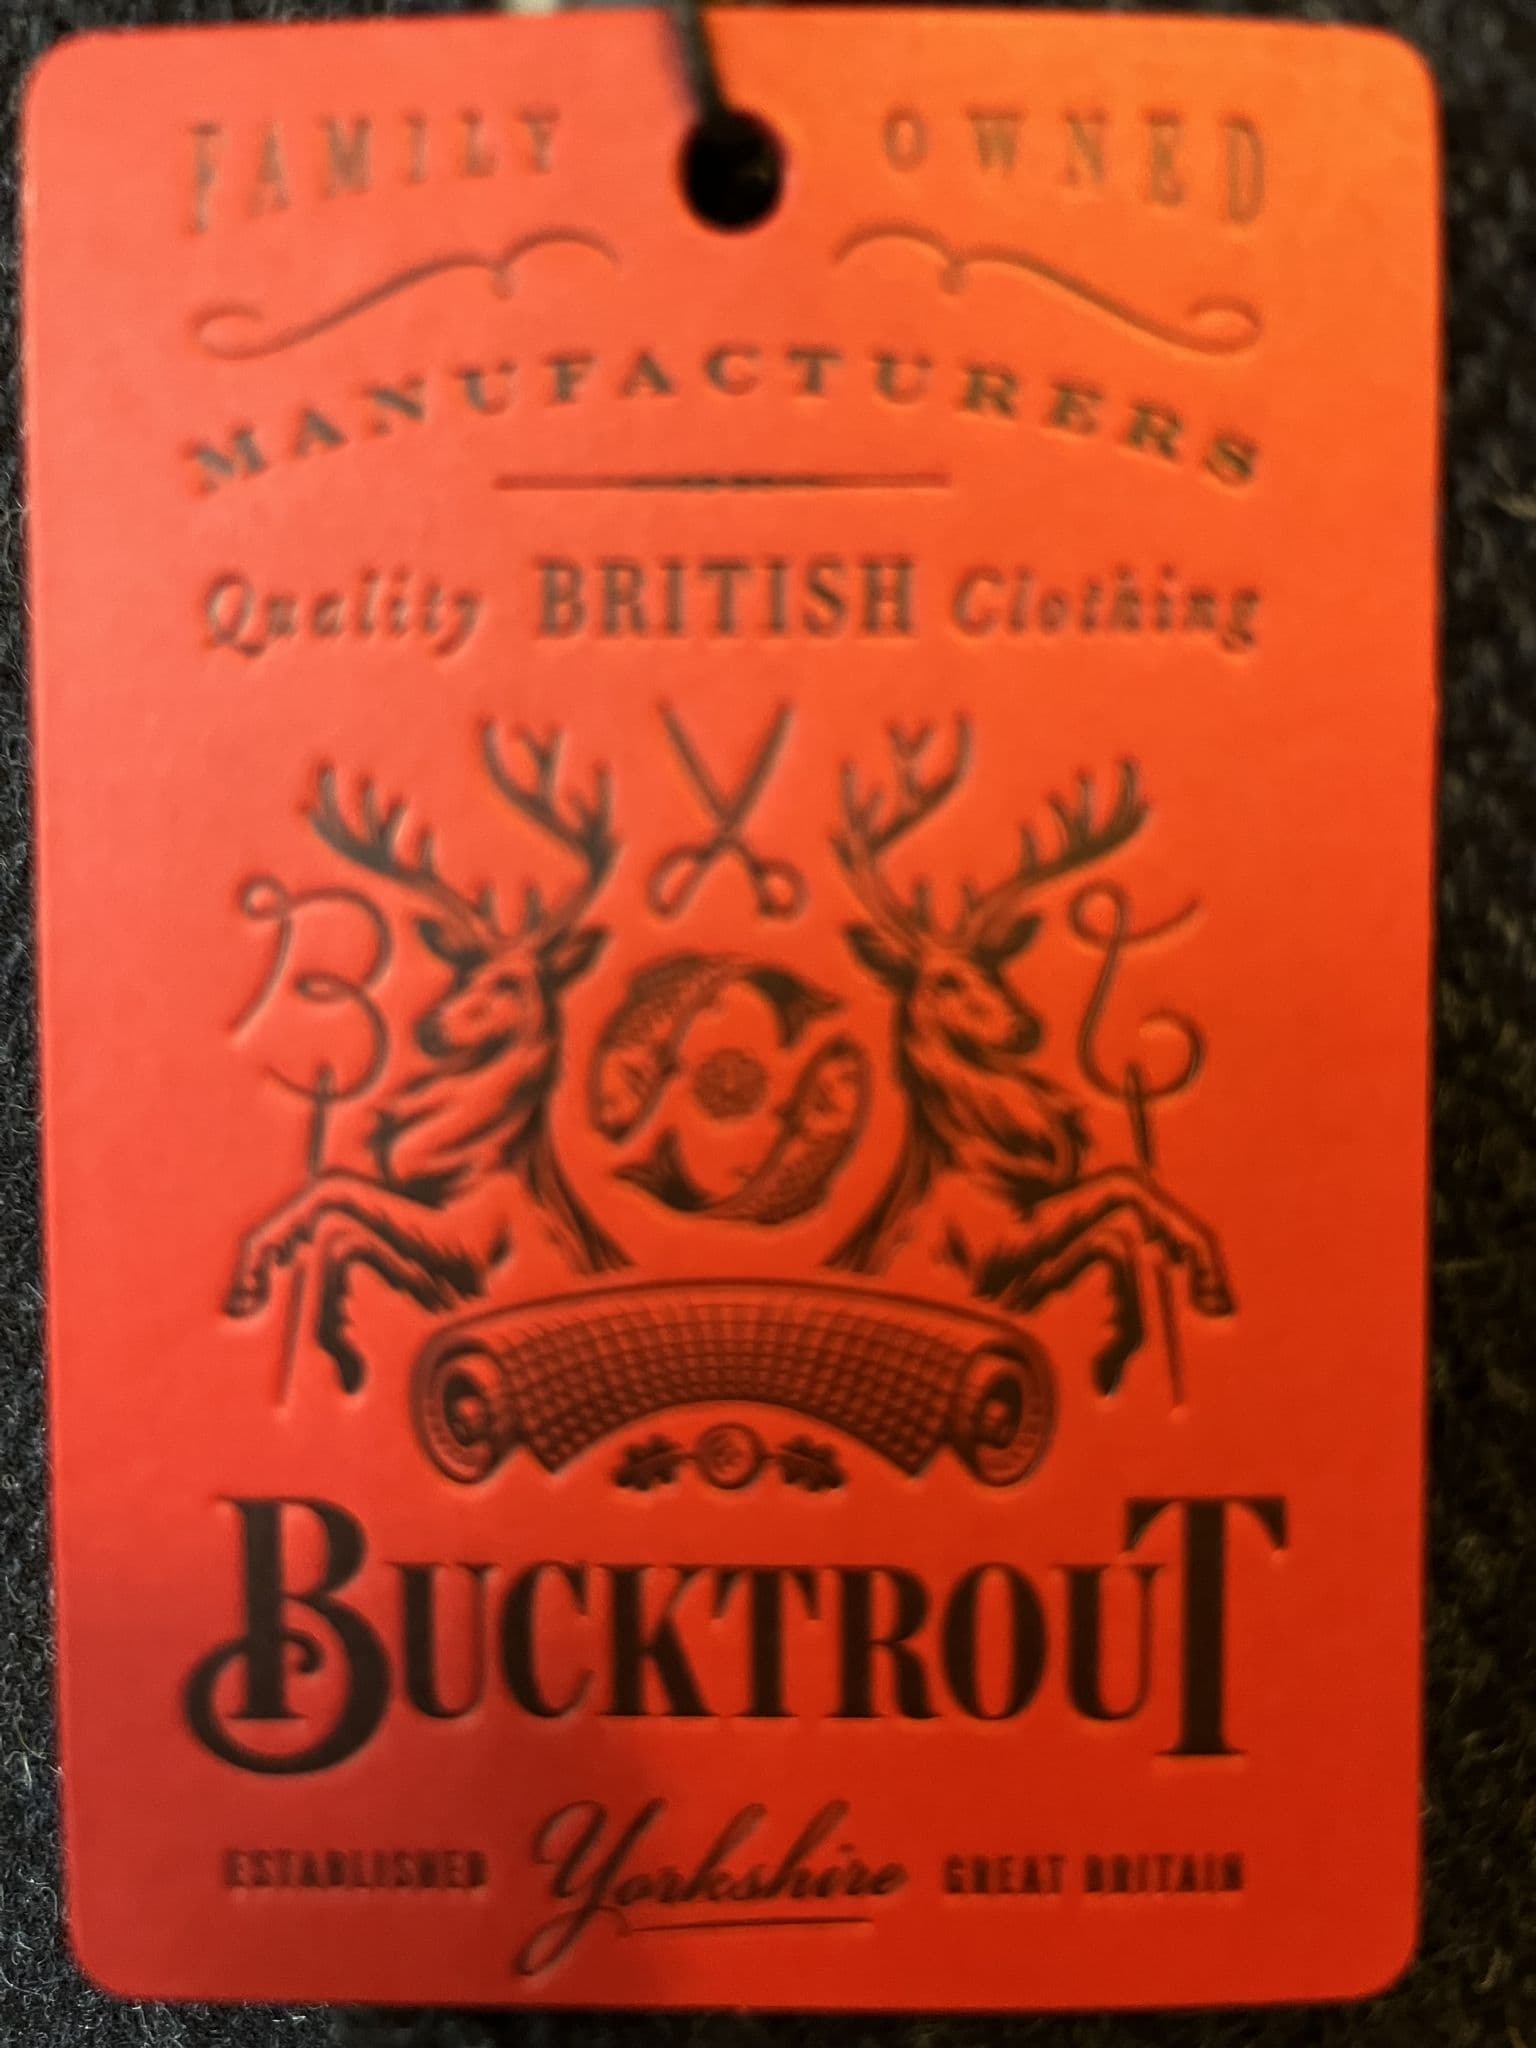 FAMILY OWNED
MANUFACTURERS
Quality BRITISH Clothing
B T
BUCKTROUT
ESTABLISHED Yorkshire GREAT BRITAIN